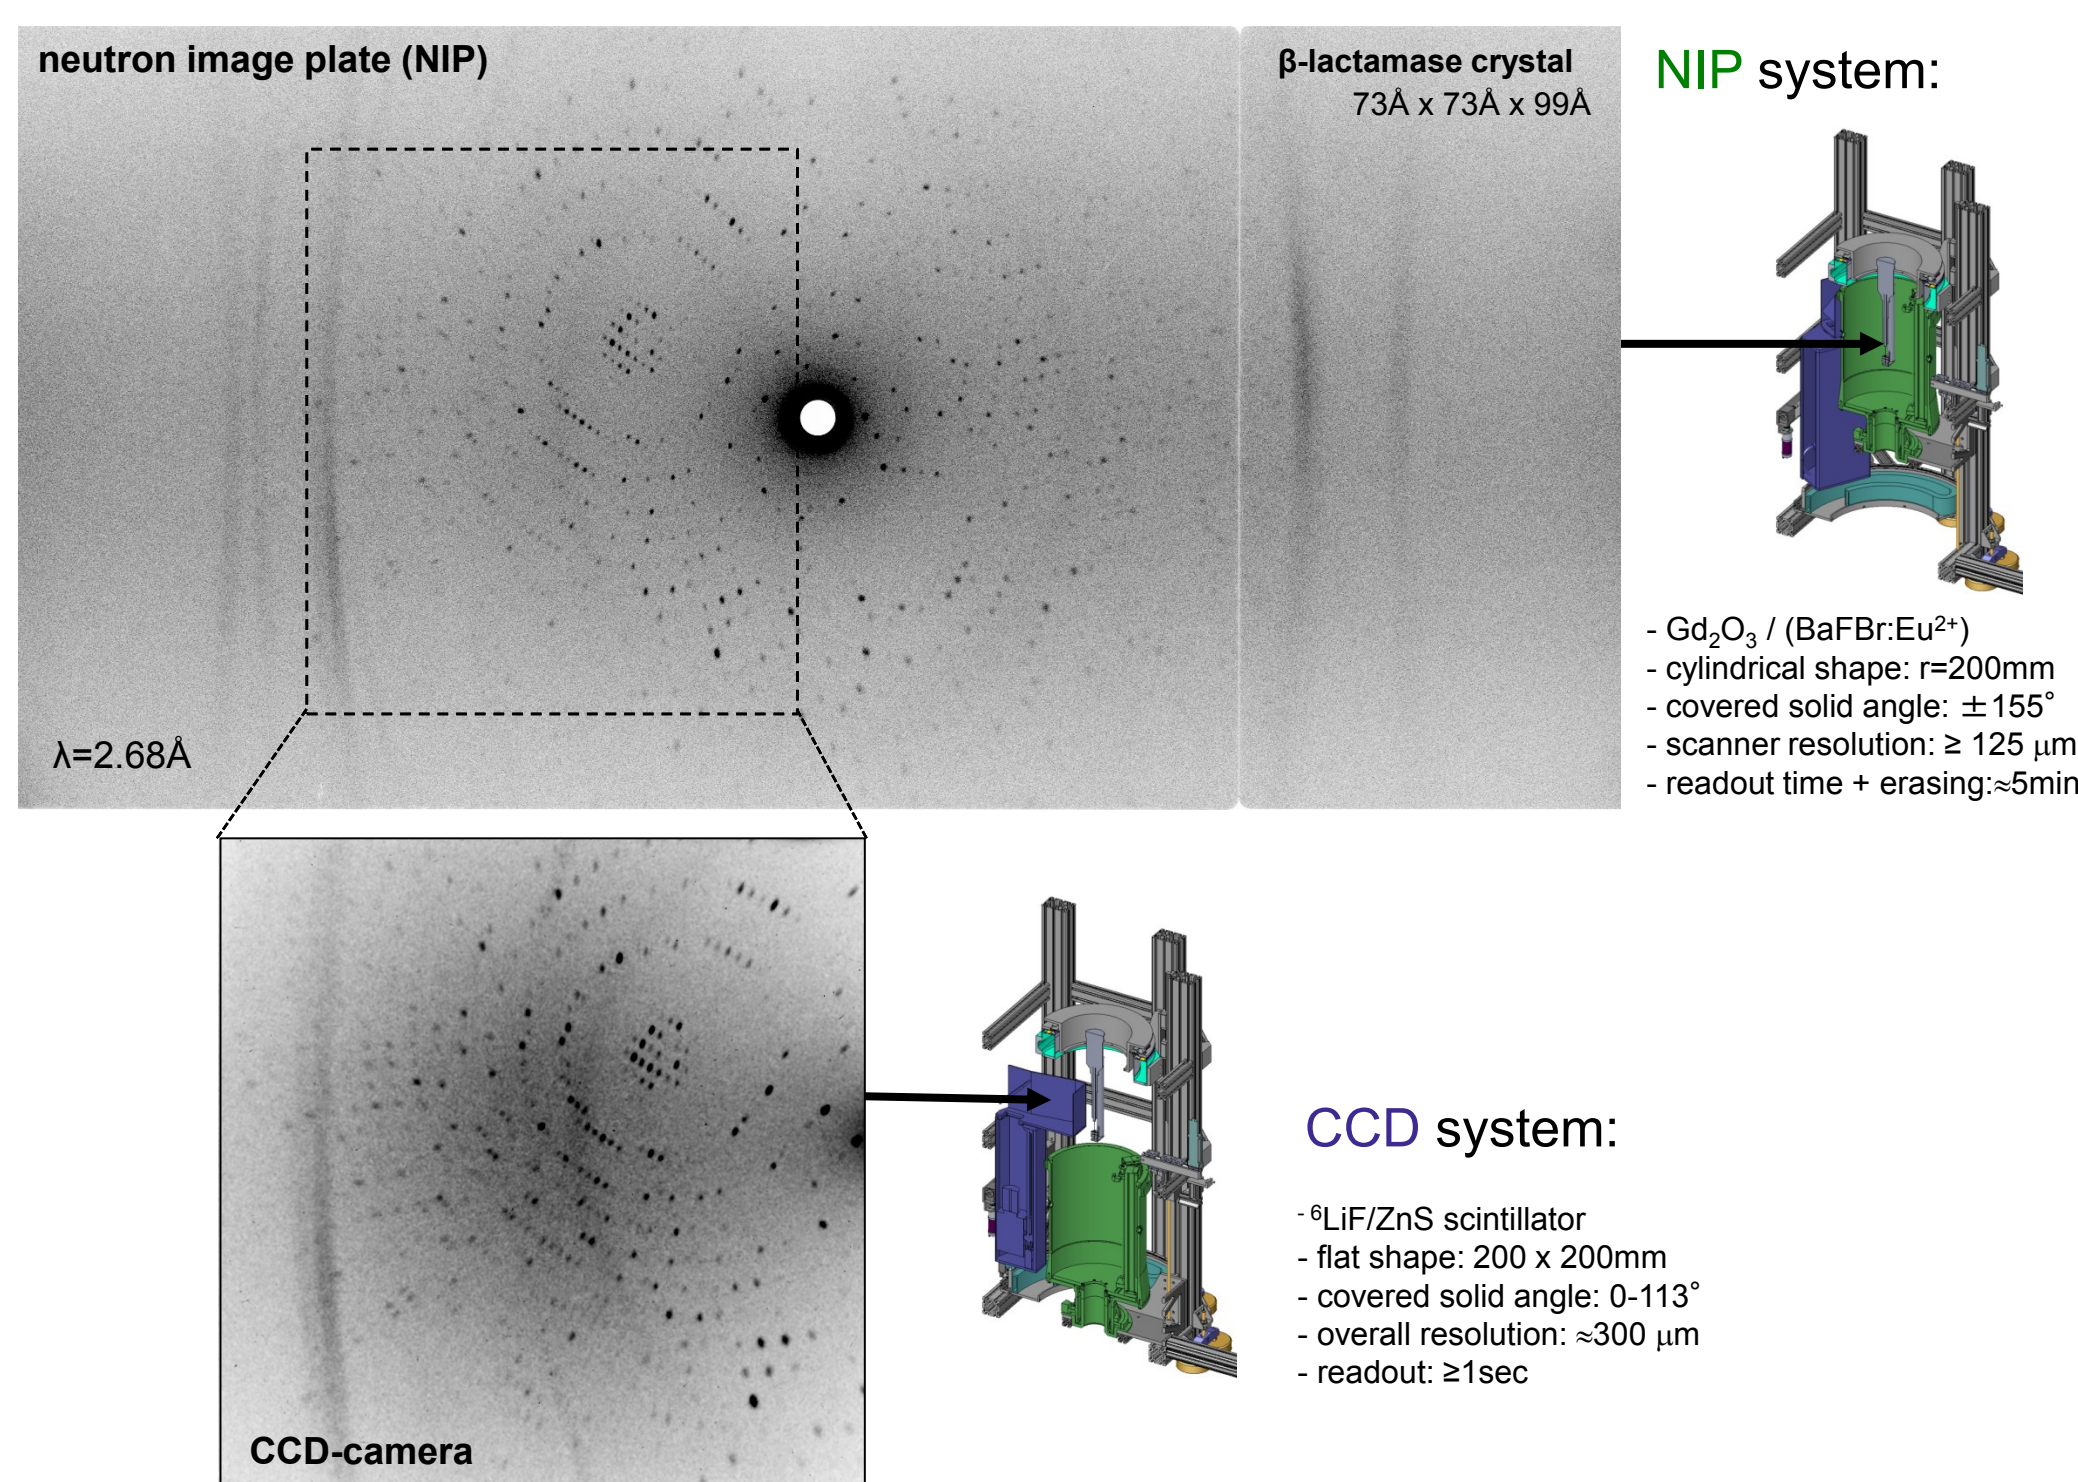 neutron image plate (NIP)
β-lactamase crystal
73Å x 73Å x 99Å
λ=2.68Å
NIP system:
- Gd₂O₃ / (BaFBr:Eu²⁺)
- cylindrical shape: r=200mm
- covered solid angle: ±155°
- scanner resolution: ≥ 125 μm
- readout time + erasing:≈5min
CCD-camera
CCD system:
- ⁶LiF/ZnS scintillator
- flat shape: 200 x 200mm
- covered solid angle: 0-113°
- overall resolution: ≈300 μm
- readout: ≥1sec